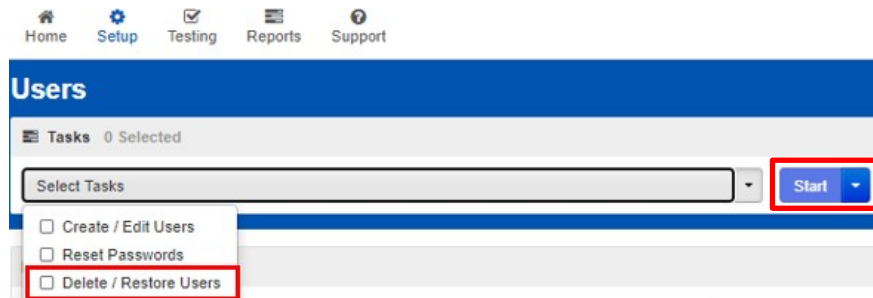 Home Setup Testing Reports Support
Users
Tasks 0 Selected
Select Tasks
Start
Create / Edit Users
Reset Passwords
Delete / Restore Users